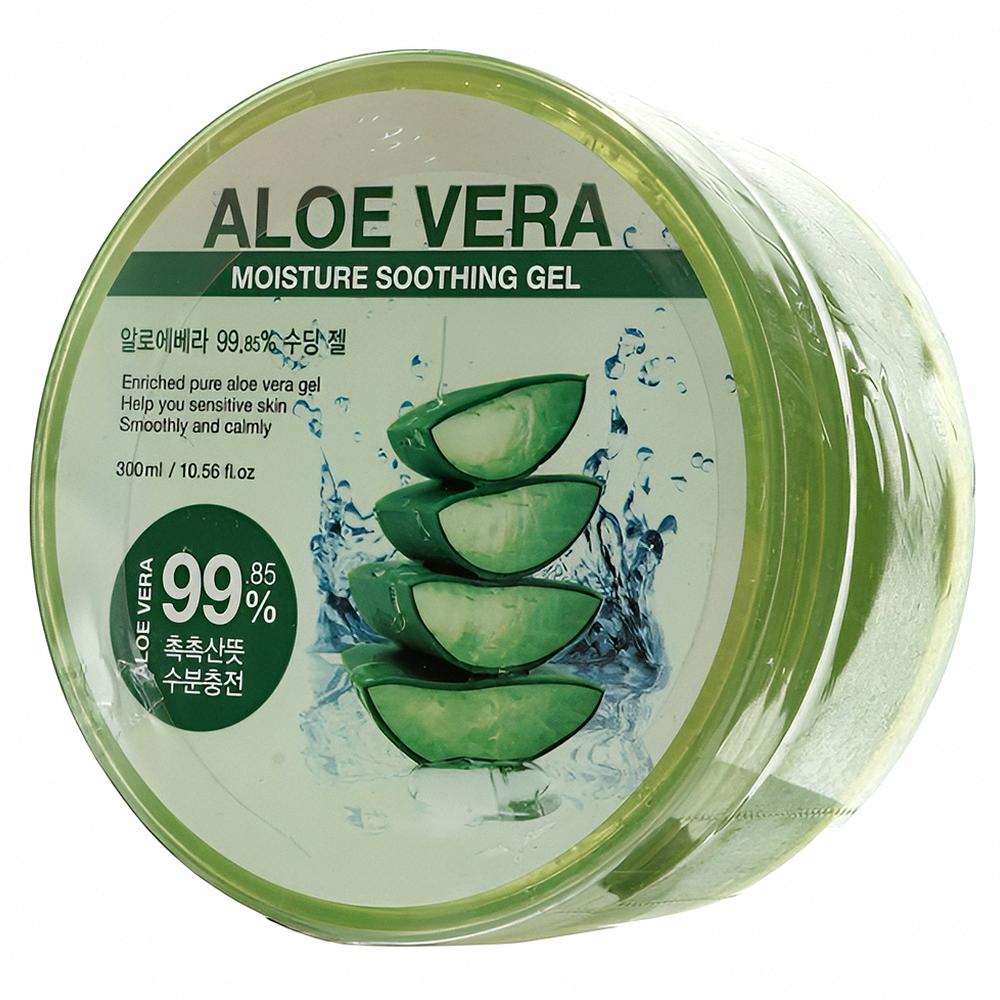 ALOE VERA
MOISTURE SOOTHING GEL
알로에베라 99.85% 수딩 젤
Enriched pure aloe vera gel
Help you sensitive skin
Smoothly and calmly
300ml / 10.56 fl.oz
ALOE VERA
99.85%
촉촉산뜻
수분충전